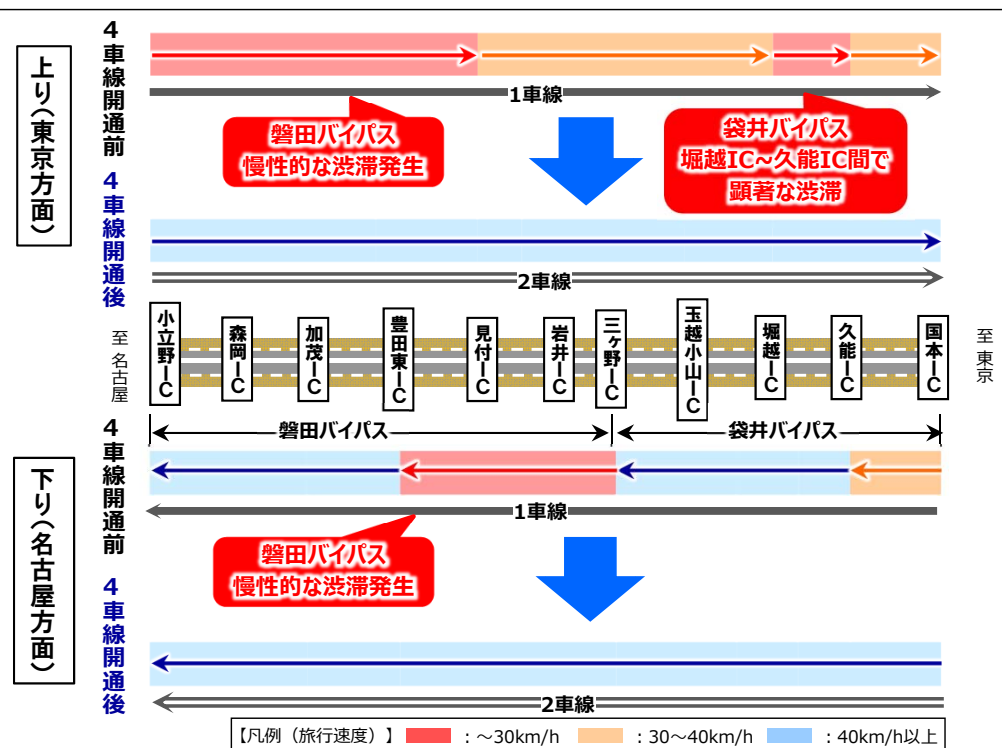 上り（東京方面）
4車線開通前
1車線
磐田バイパス
慢性的な渋滞発生
袋井バイパス
堀越IC~久能IC間で
顕著な渋滞
4車線開通後
2車線
至 名古屋
小立野IC
森岡IC
加茂IC
豊田東IC
見付IC
岩井IC
三ヶ野IC
玉越小山IC
堀越IC
久能IC
国本IC
至 東京
磐田バイパス
袋井バイパス
下り（名古屋方面）
4車線開通前
1車線
磐田バイパス
慢性的な渋滞発生
4車線開通後
2車線
【凡例（旅行速度）】 ：～30km/h ：30～40km/h ：40km/h以上